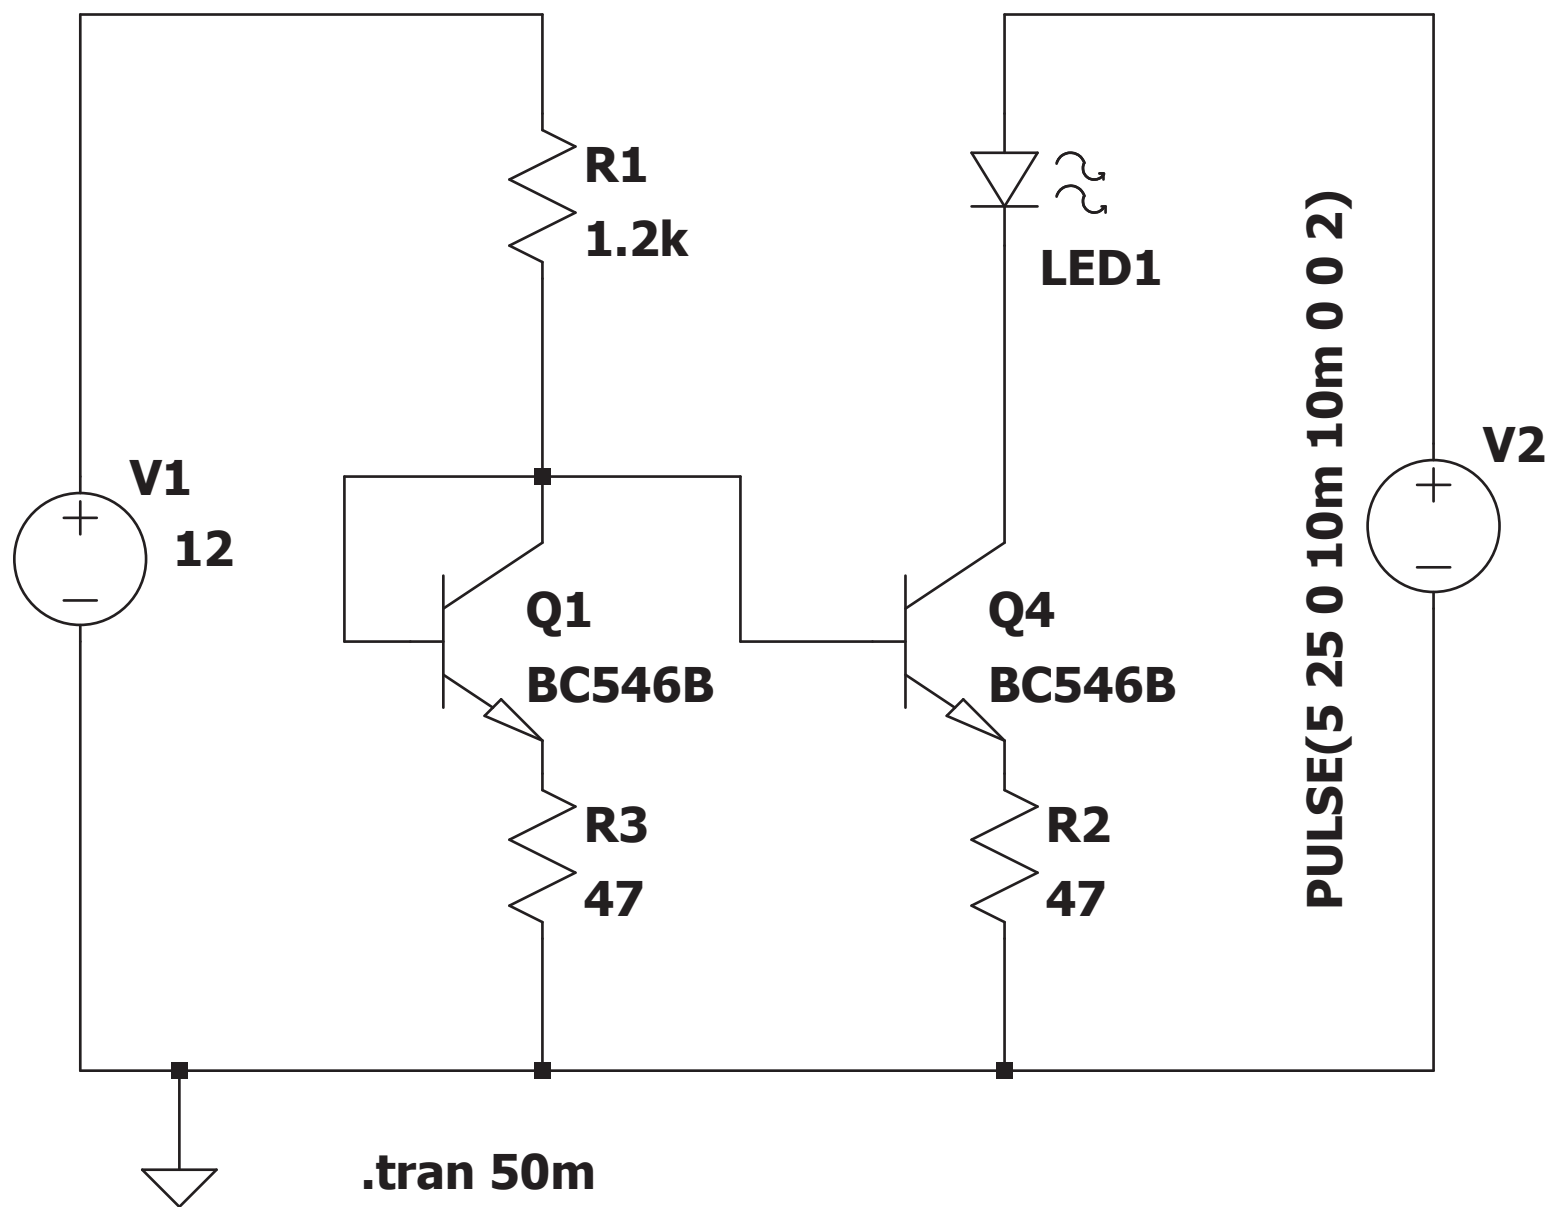 R1
1.2k
LED1
V1
12
V2
PULSE(5 25 0 10m 10m 0 0 2)
Q1
BC546B
Q4
BC546B
R3
47
R2
47
.tran 50m